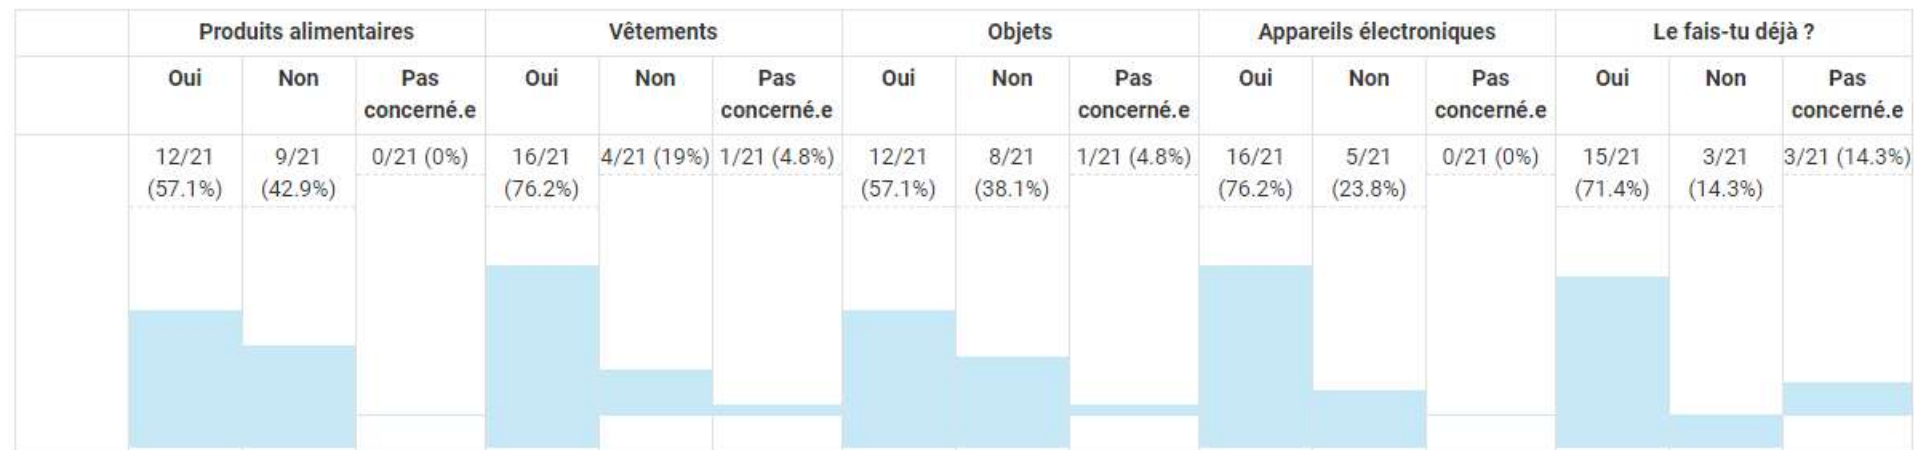 Produits alimentaires Vêtements Objets Appareils électroniques Le fais-tu déjà ?
Oui Non Pas concerné.e Oui Non Pas concerné.e Oui Non Pas concerné.e Oui Non Pas concerné.e Oui Non Pas concerné.e
12/21 (57.1%) 9/21 (42.9%) 0/21 (0%) 16/21 (76.2%) 4/21 (19%) 1/21 (4.8%) 12/21 (57.1%) 8/21 (38.1%) 1/21 (4.8%) 16/21 (76.2%) 5/21 (23.8%) 0/21 (0%) 15/21 (71.4%) 3/21 (14.3%) 3/21 (14.3%)